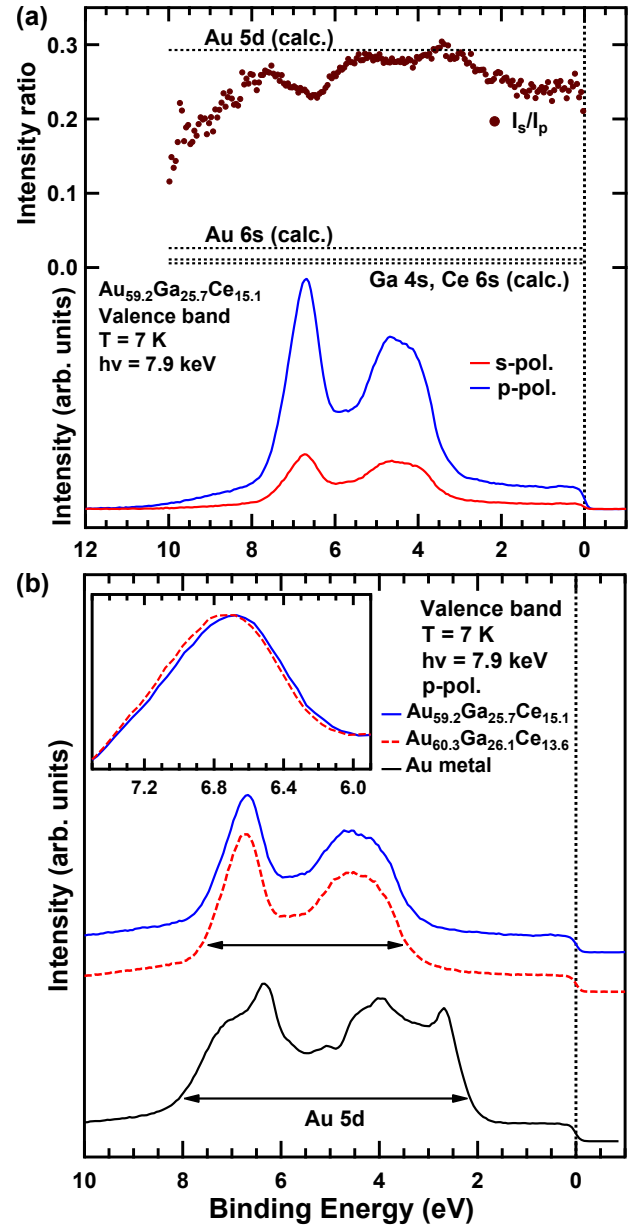 (a)
Au 5d (calc.)
0.3
0.2
0.1
0.0
Intensity ratio
I_s/I_p
Au 6s (calc.)
Ga 4s, Ce 6s (calc.)
Au59.2Ga25.7Ce15.1
Valence band
T = 7 K
hν = 7.9 keV
s-pol.
p-pol.
Intensity (arb. units)
12 10 8 6 4 2 0
(b)
Valence band
T = 7 K
hν = 7.9 keV
p-pol.
Au59.2Ga25.7Ce15.1
Au60.3Ga26.1Ce13.6
Au metal
7.2 6.8 6.4 6.0
Intensity (arb. units)
Au 5d
10 8 6 4 2 0
Binding Energy (eV)